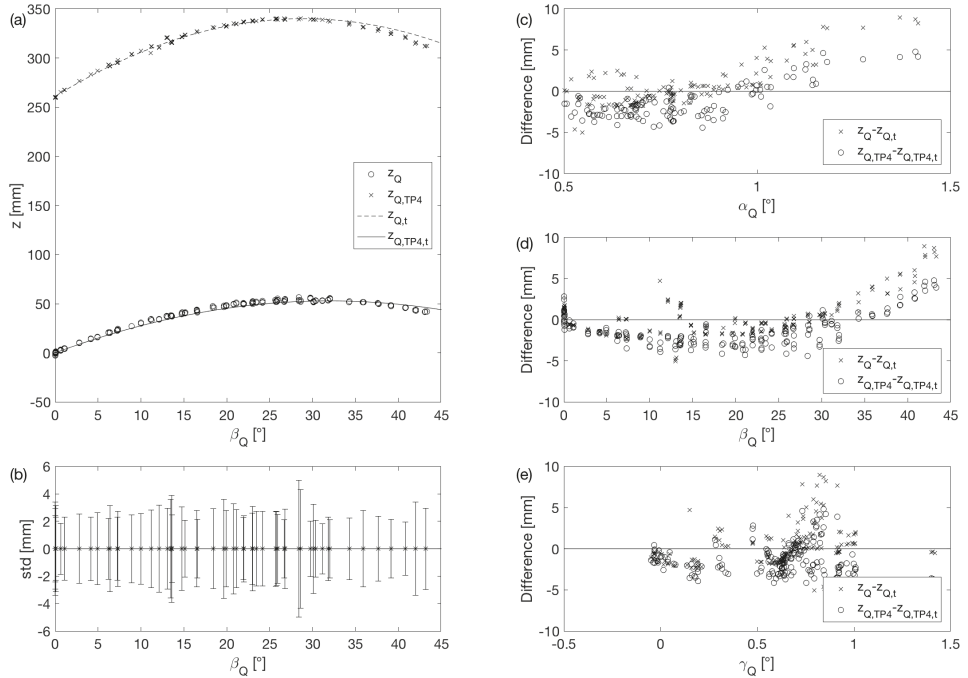 (a)
350
300
250
200
150
100
50
0
-50
z [mm]
0 5 10 15 20 25 30 35 40 45
β_Q [°]
z_Q
z_Q,TP4
z_Q,t
z_Q,TP4,t
(b)
6
4
2
0
-2
-4
-6
std [mm]
0 5 10 15 20 25 30 35 40 45
β_Q [°]
(c)
10
5
0
-5
-10
Difference [mm]
0.5 1 1.5
α_Q [°]
z_Q-z_Q,t
z_Q,TP4-z_Q,TP4,t
(d)
10
5
0
-5
-10
Difference [mm]
0 5 10 15 20 25 30 35 40 45
β_Q [°]
z_Q-z_Q,t
z_Q,TP4-z_Q,TP4,t
(e)
10
5
0
-5
-10
Difference [mm]
-0.5 0 0.5 1 1.5
γ_Q [°]
z_Q-z_Q,t
z_Q,TP4-z_Q,TP4,t